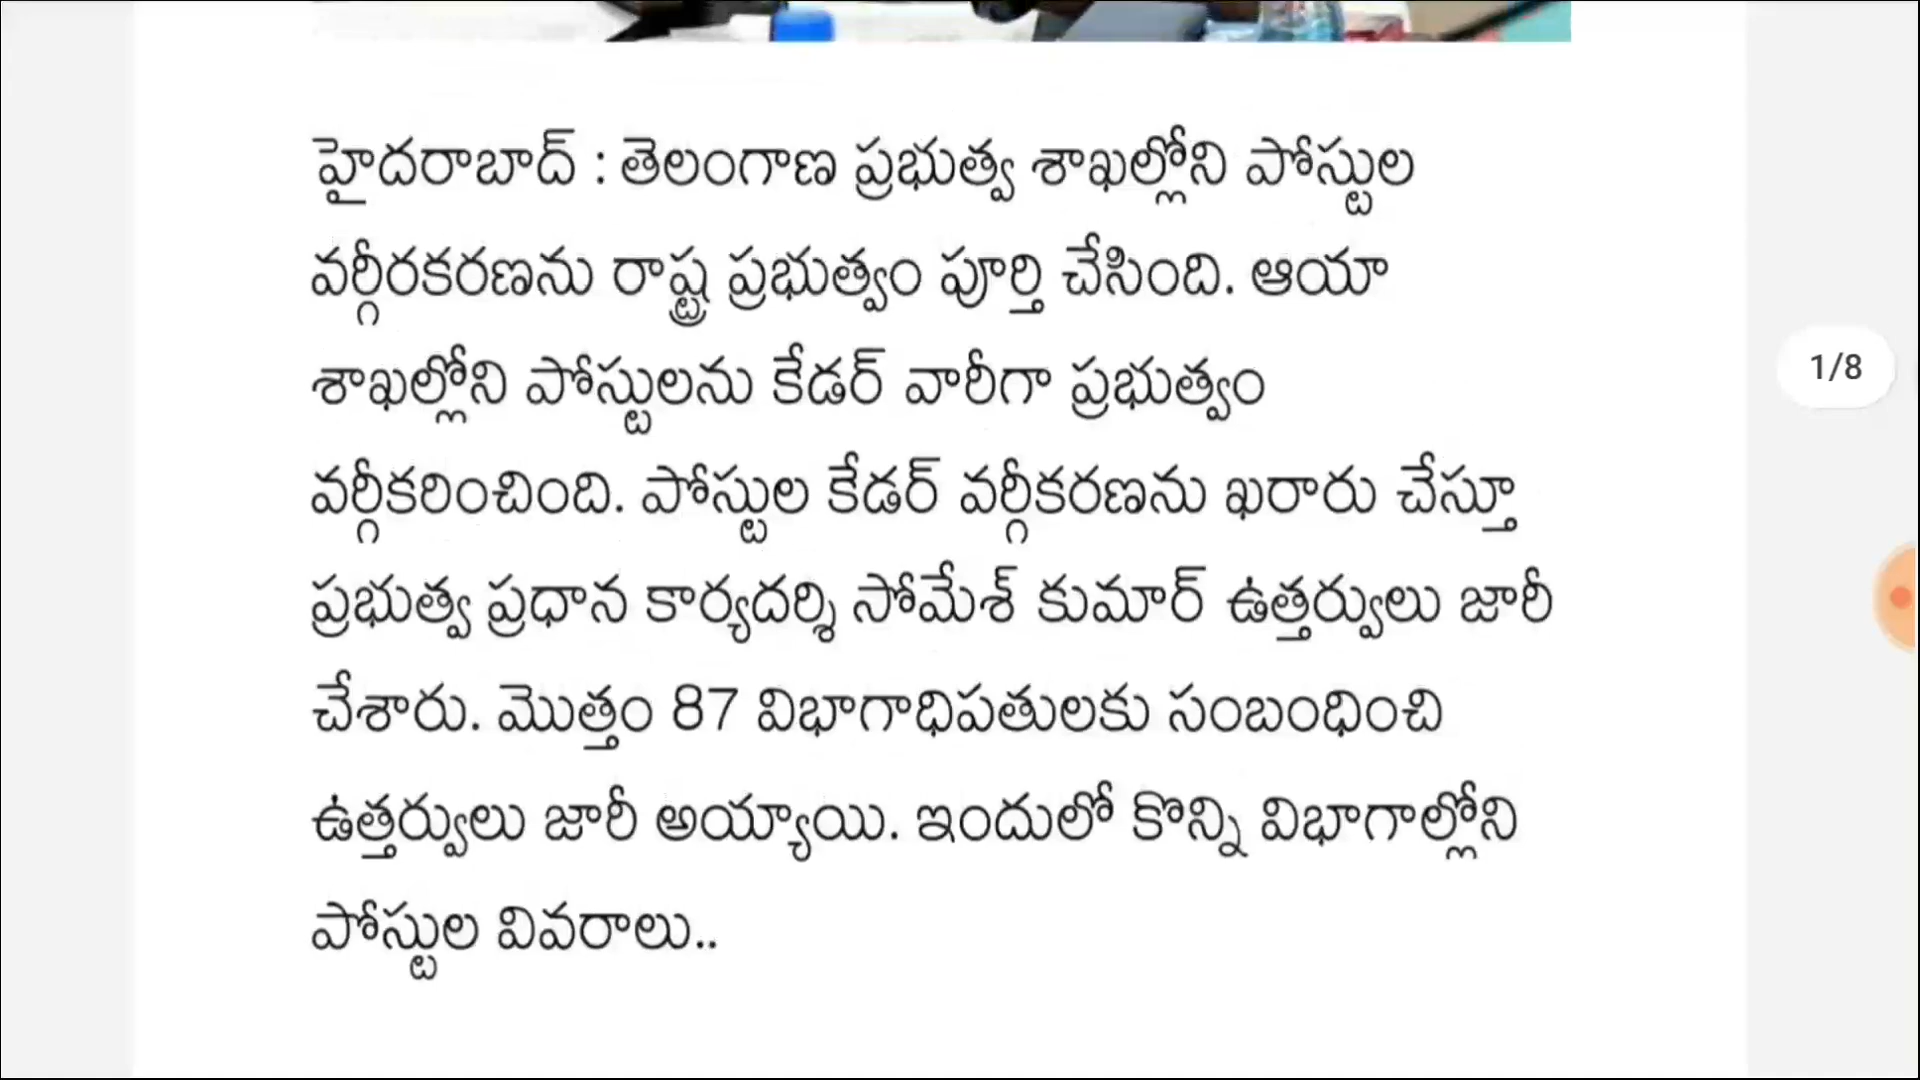 హైదరాబాద్ : తెలంగాణ ప్రభుత్వ శాఖల్లోని పోస్టుల
వర్గీరకరణను రాష్ట్ర ప్రభుత్వం పూర్తి చేసింది. ఆయా
శాఖల్లోని పోస్టులను కేడర్ వారీగా ప్రభుత్వం
1/8
వర్గీకరించింది. పోస్టుల కేడర్ వర్గీకరణను ఖరారు చేస్తూ
ప్రభుత్వ ప్రధాన కార్యదర్శి సోమేశ్ కుమార్ ఉత్తర్వులు జారీ
చేశారు. మొత్తం 87 విభాగాధిపతులకు సంబంధించి
ఉత్తర్వులు జారీ అయ్యాయి. ఇందులో కొన్ని విభాగాల్లోని
పోస్టుల వివరాలు..